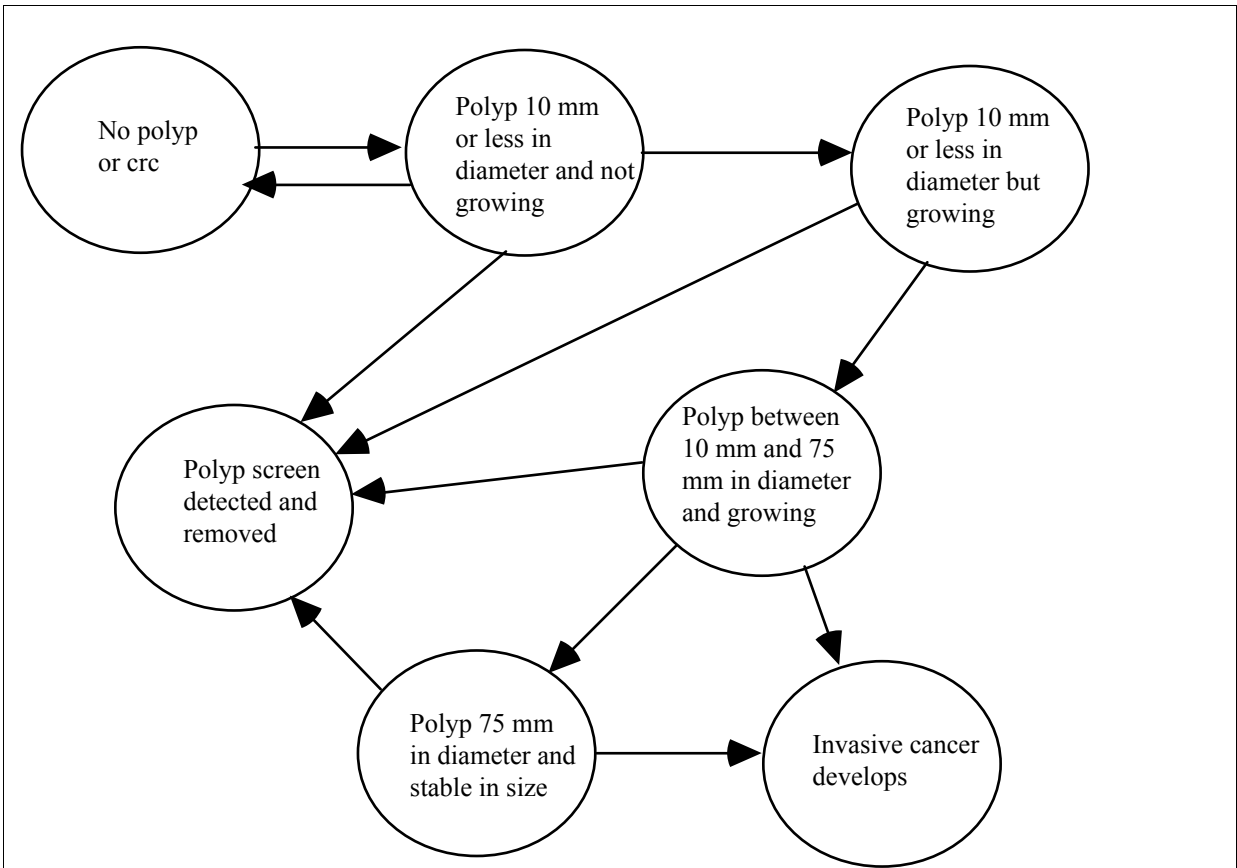 No polyp
or crc
Polyp 10 mm
or less in
diameter and not
growing
Polyp 10 mm
or less in
diameter but
growing
Polyp screen
detected and
removed
Polyp between
10 mm and 75
mm in diameter
and growing
Polyp 75 mm
in diameter and
stable in size
Invasive cancer
develops